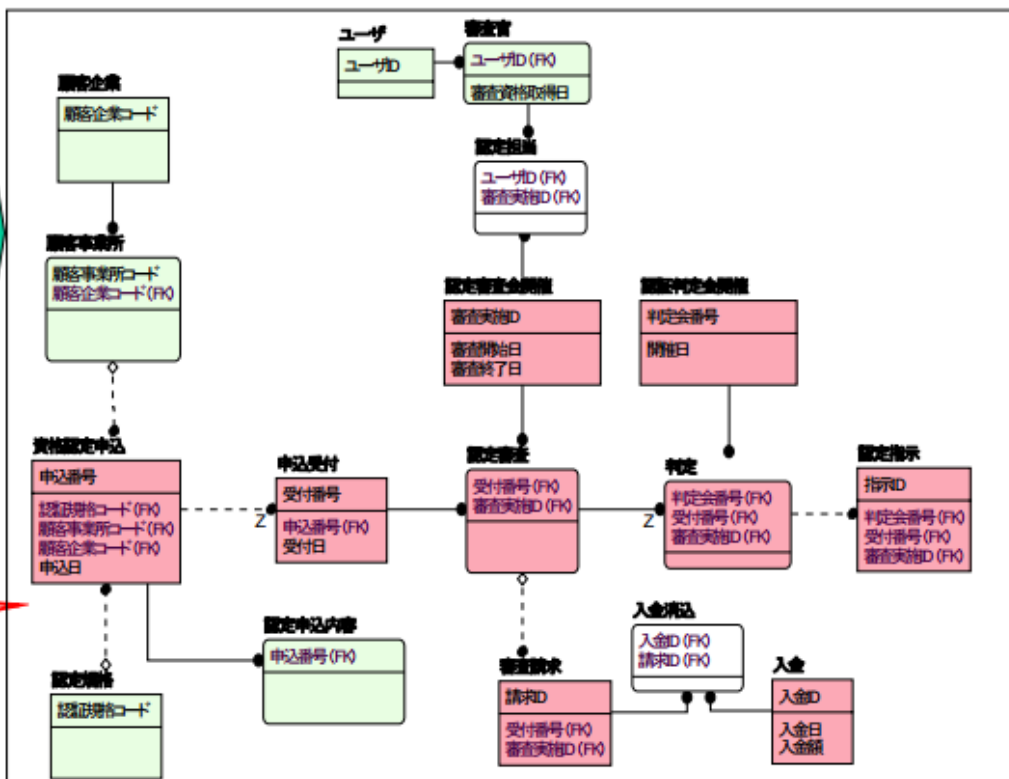 ユーザ
ユーザID
審査官
ユーザID (FK)
審査資格取得日
顧客企業
顧客企業コード
認定担当
ユーザID (FK)
審査実施ID (FK)
顧客事業所
顧客事業所コード
顧客企業コード (FK)
認定審査会開催
審査実施ID
審査開始日
審査終了日
認証判定会開催
判定会番号
開催日
資格認定申込
申込番号
認証規格コード (FK)
顧客事業所コード (FK)
顧客企業コード (FK)
申込日
Z
申込受付
受付番号
申込番号 (FK)
受付日
認定審査
受付番号 (FK)
審査実施ID (FK)
Z
判定
判定会番号 (FK)
受付番号 (FK)
審査実施ID (FK)
認定指示
指示ID
判定会番号 (FK)
受付番号 (FK)
審査実施ID (FK)
認定規格
認証規格コード
認定申込内容
申込番号 (FK)
審査請求
請求ID
受付番号 (FK)
審査実施ID (FK)
入金消込
入金ID (FK)
請求ID (FK)
入金
入金ID
入金日
入金額